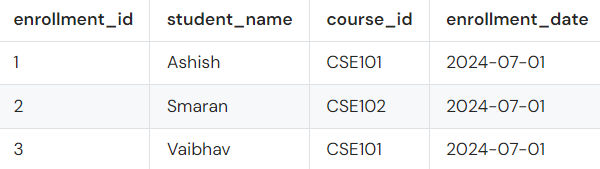 enrollment_id student_name course_id enrollment_date
1 Ashish CSE101 2024-07-01
2 Smaran CSE102 2024-07-01
3 Vaibhav CSE101 2024-07-01